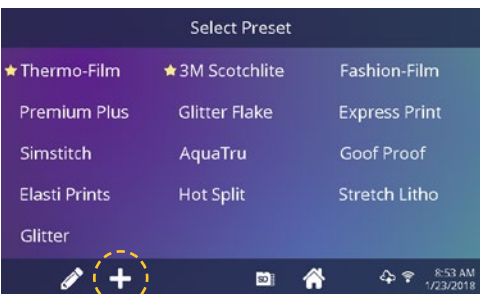 Select Preset
Thermo-Film 3M Scotchlite Fashion-Film
Premium Plus Glitter Flake Express Print
Simstitch AquaTru Goof Proof
Elasti Prints Hot Split Stretch Litho
Glitter
SD 8:53 AM
1/23/2018